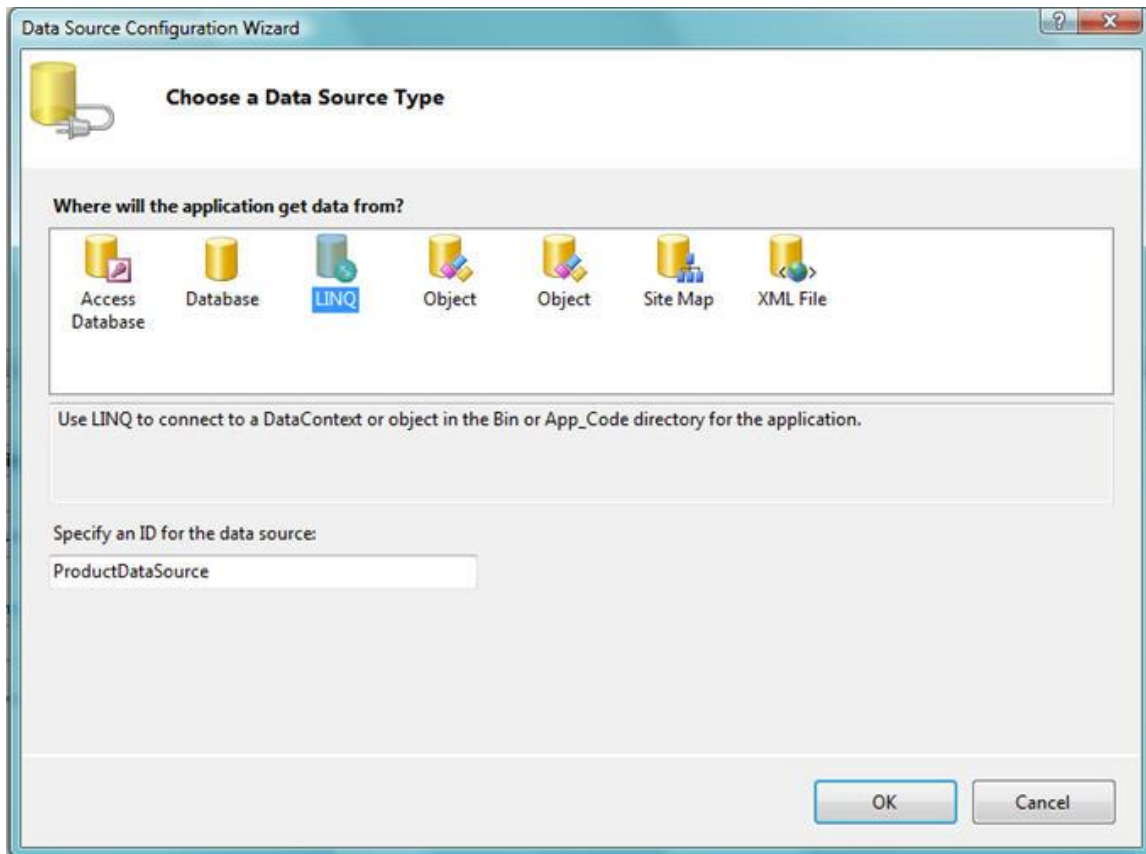 Data Source Configuration Wizard
Choose a Data Source Type
Where will the application get data from?
Access Database
Database
LINQ
Object
Object
Site Map
XML File
Use LINQ to connect to a DataContext or object in the Bin or App_Code directory for the application.
Specify an ID for the data source:
ProductDataSource
OK
Cancel